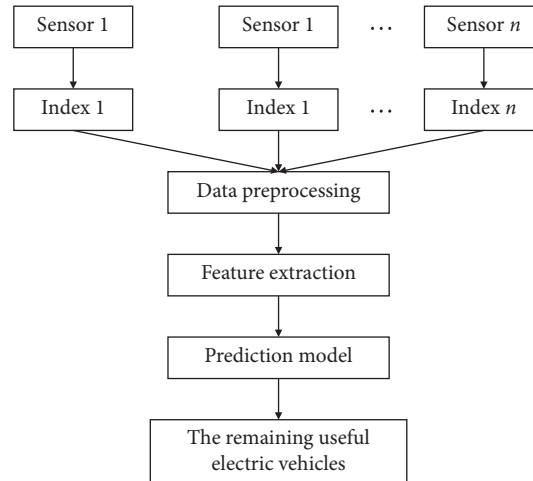 Sensor 1
Sensor 1
...
Sensor n
Index 1
Index 1
...
Index n
Data preprocessing
Feature extraction
Prediction model
The remaining useful
electric vehicles